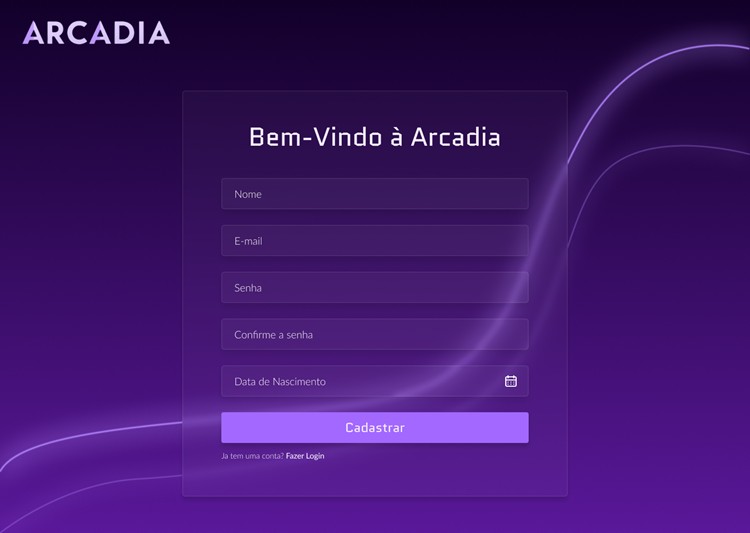 ARCADIA
Bem-Vindo à Arcadia
Nome
E-mail
Senha
Confirme a senha
Data de Nascimento
Cadastrar
Ja tem uma conta? Fazer Login